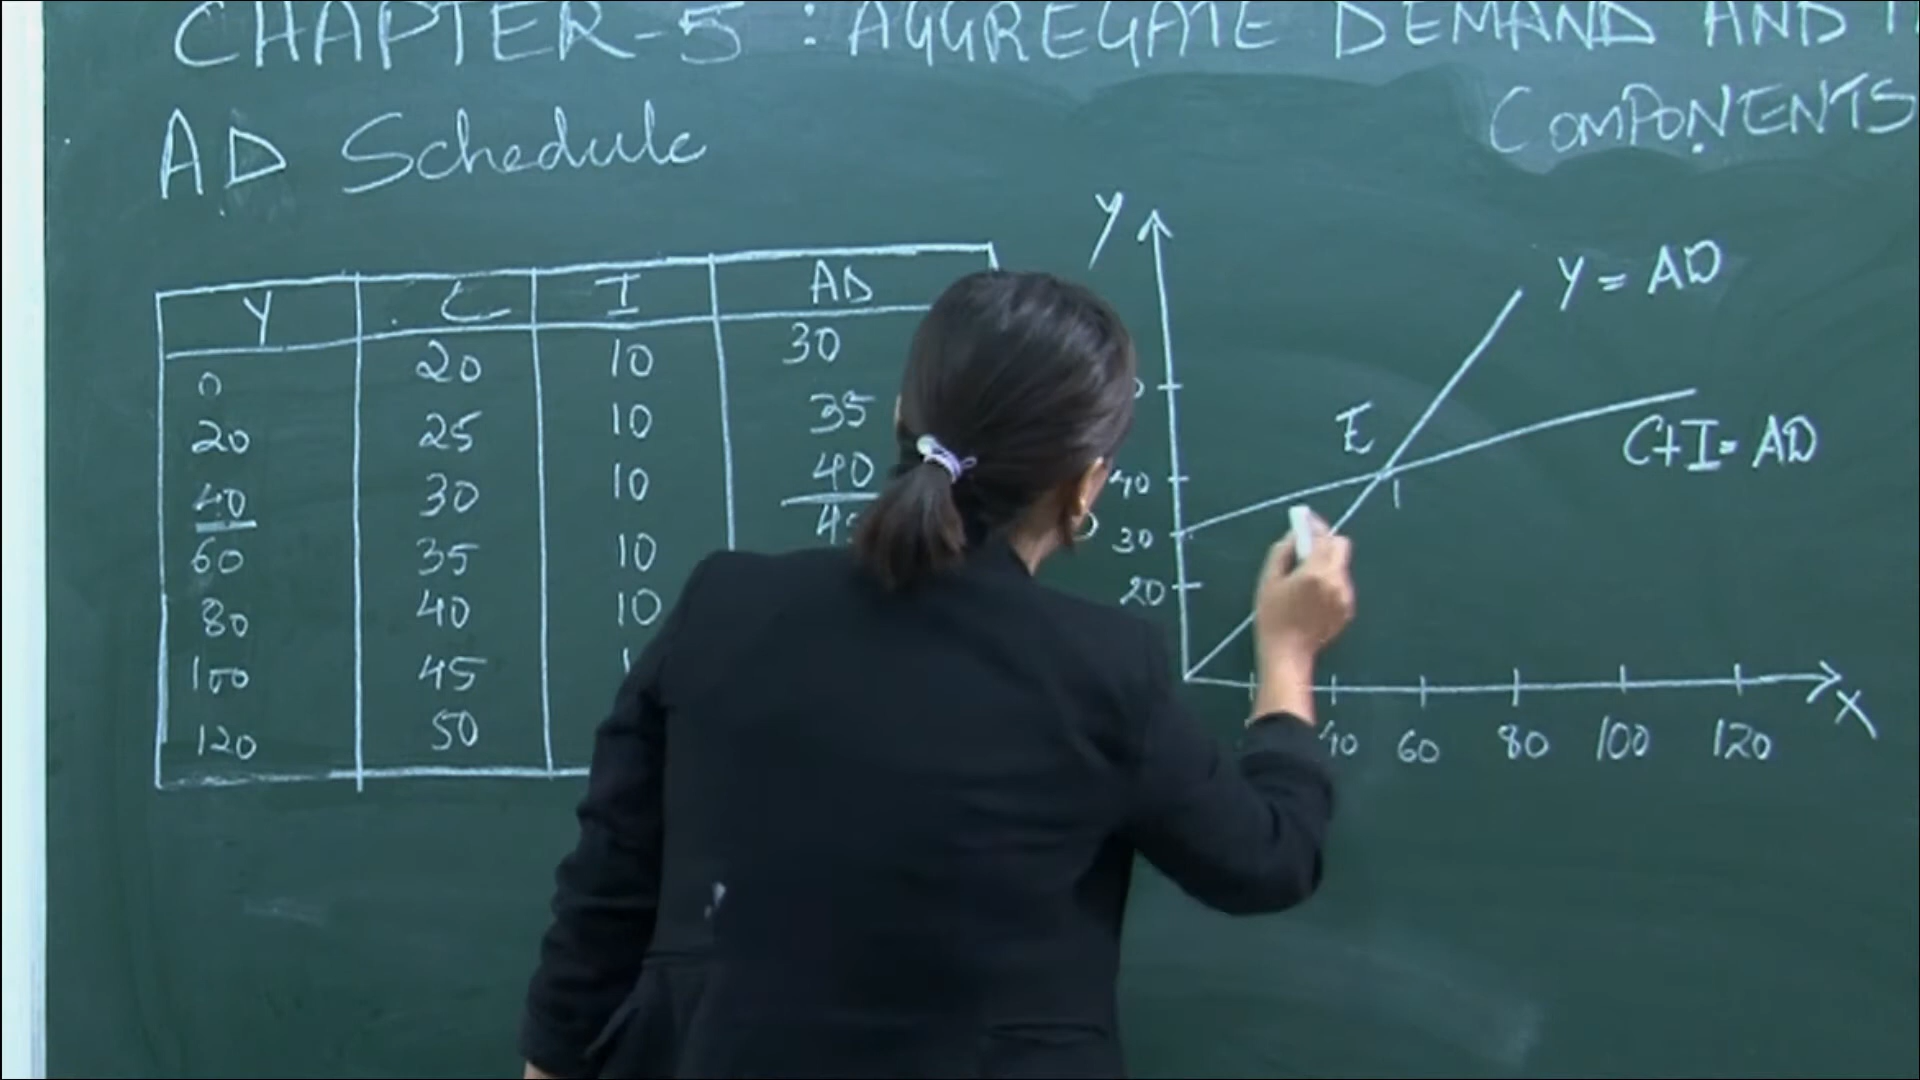 CHAPTER-5 : AGGREGATE DEMAND AND
COMPONENTS
AD Schedule
Y C I AD
0 20 10 30
20 25 10 35
40 30 10 40
60 35 10
80 40 10
100 45
120 50
Y
Y = AD
E
C+I = AD
40
30
20
40 60 80 100 120
X